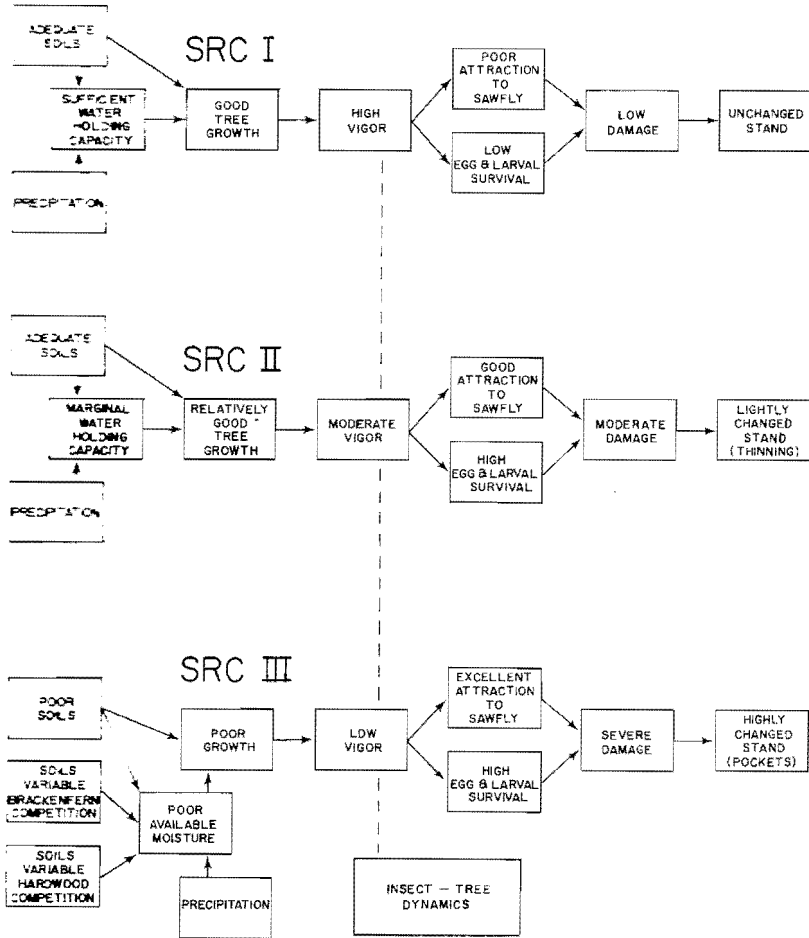 SRC I
ADEQUATE
SOILS
SUFFICIENT
WATER
HOLDING
CAPACITY
PRECIPITATION
GOOD
TREE
GROWTH
HIGH
VIGOR
POOR
ATTRACTION
TO
SAWFLY
LOW
EGG & LARVAL
SURVIVAL
LOW
DAMAGE
UNCHANGED
STAND
SRC II
ADEQUATE
SOILS
MARGINAL
WATER
HOLDING
CAPACITY
PRECIPITATION
RELATIVELY
GOOD
TREE
GROWTH
MODERATE
VIGOR
GOOD
ATTRACTION
TO
SAWFLY
HIGH
EGG & LARVAL
SURVIVAL
MODERATE
DAMAGE
LIGHTLY
CHANGED
STAND
(THINNING)
SRC III
POOR
SOILS
SOILS
VARIABLE
BRACKENFERN
COMPETITION
SOILS
VARIABLE
HARDWOOD
COMPETITION
POOR
AVAILABLE
MOISTURE
PRECIPITATION
POOR
GROWTH
LOW
VIGOR
EXCELLENT
ATTRACTION
TO
SAWFLY
HIGH
EGG & LARVAL
SURVIVAL
SEVERE
DAMAGE
HIGHLY
CHANGED
STAND
(POCKETS)
INSECT — TREE
DYNAMICS